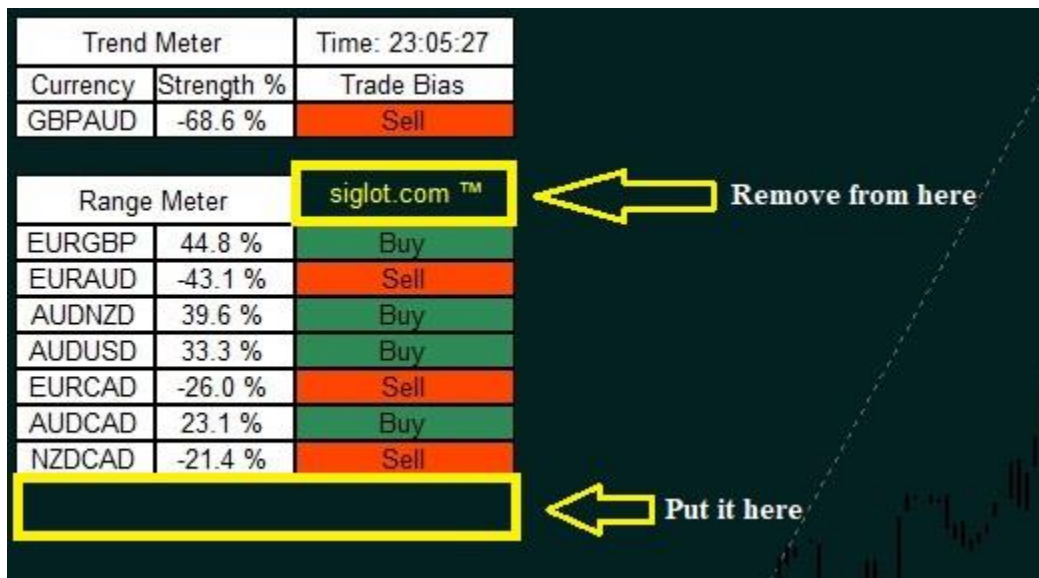 Trend Meter Time: 23:05:27
Currency Strength % Trade Bias
GBPAUD -68.6 % Sell
Range Meter siglot.com ™ Remove from here
EURGBP 44.8 % Buy
EURAUD -43.1 % Sell
AUDNZD 39.6 % Buy
AUDUSD 33.3 % Buy
EURCAD -26.0 % Sell
AUDCAD 23.1 % Buy
NZDCAD -21.4 % Sell
Put it here